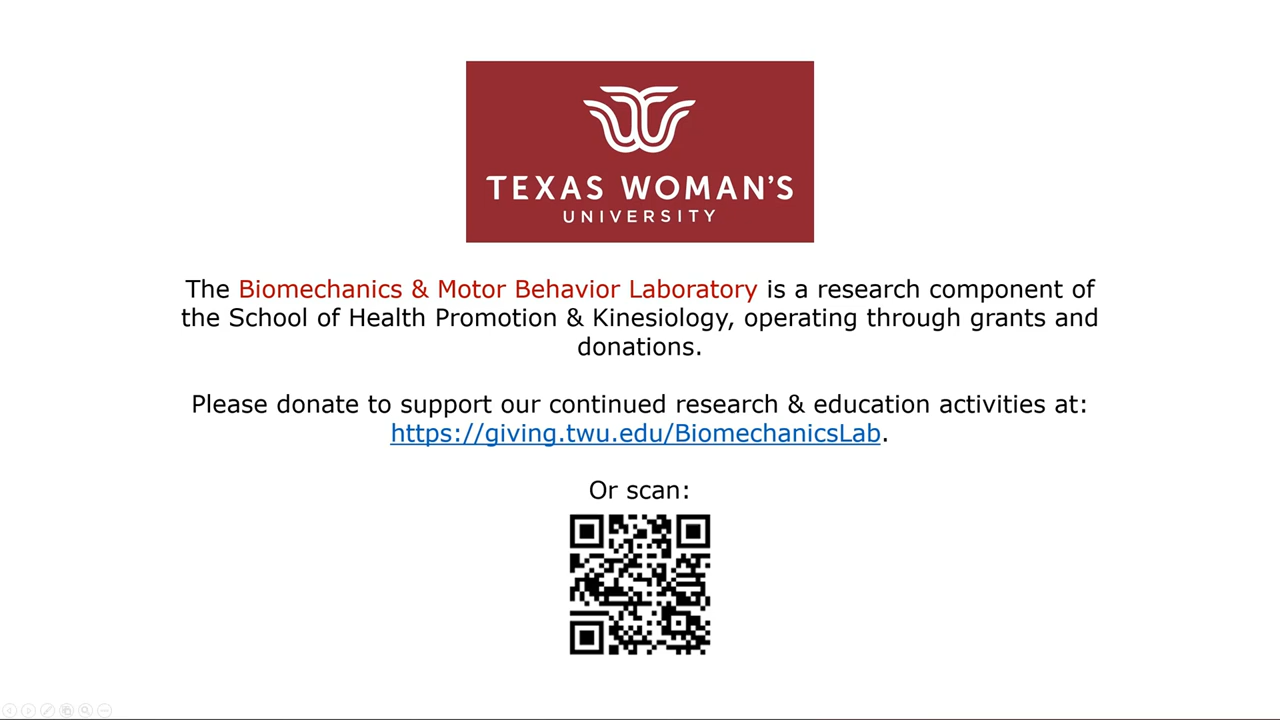 TEXAS WOMAN'S
UNIVERSITY
The Biomechanics & Motor Behavior Laboratory is a research component of
the School of Health Promotion & Kinesiology, operating through grants and
donations.
Please donate to support our continued research & education activities at:
https://giving.twu.edu/BiomechanicsLab.
Or scan: